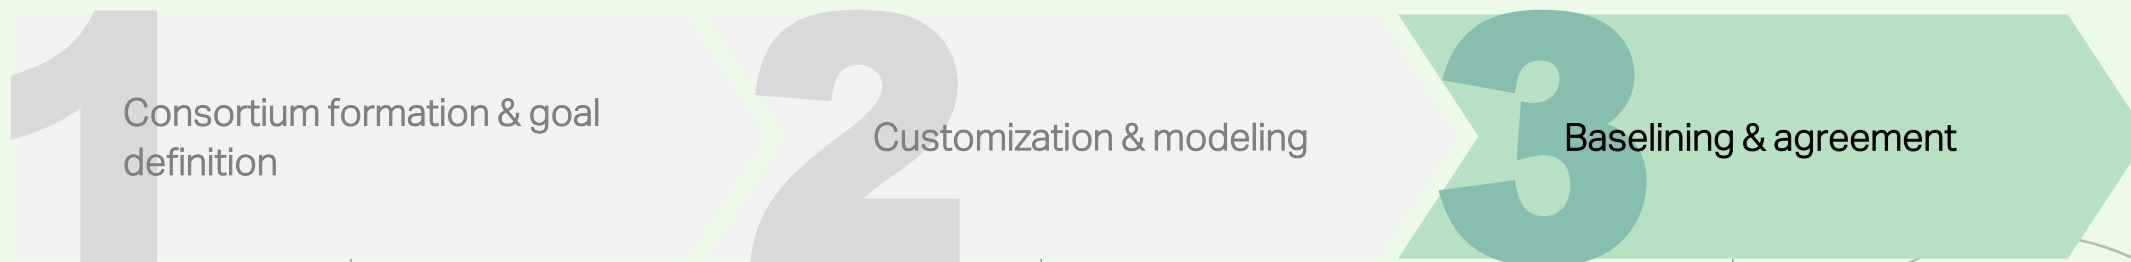 1
Consortium formation & goal
definition
2
Customization & modeling
3
Baselining & agreement